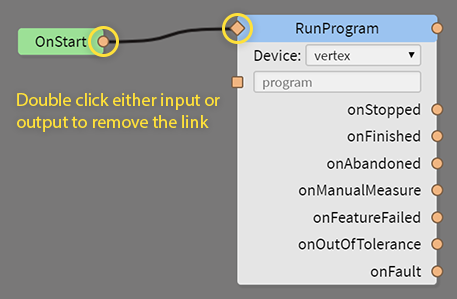 OnStart
RunProgram
Device: vertex
program
Double click either input or
output to remove the link
onStopped
onFinished
onAbandoned
onManualMeasure
onFeatureFailed
onOutOfTolerance
onFault